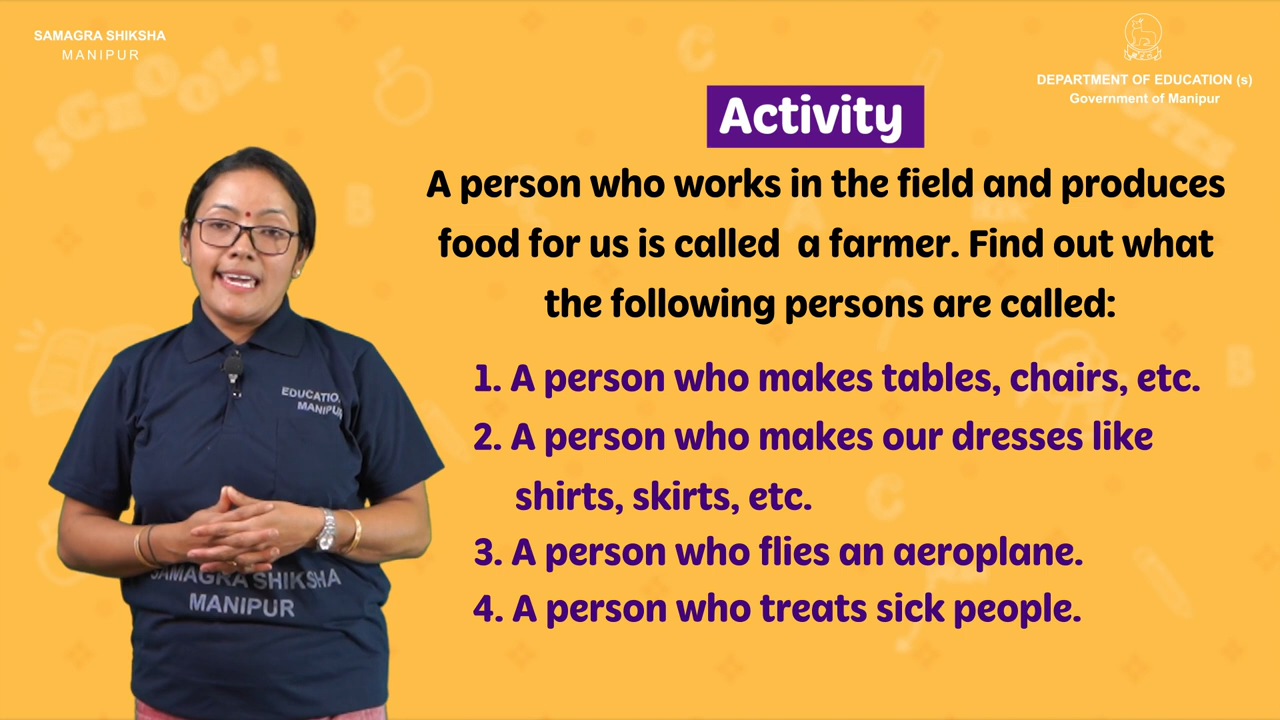 SAMAGRA SHIKSHA
MANIPUR
DEPARTMENT OF EDUCATION (s)
Government of Manipur
Activity
A person who works in the field and produces
food for us is called a farmer. Find out what
the following persons are called:
1. A person who makes tables, chairs, etc.
2. A person who makes our dresses like
shirts, skirts, etc.
3. A person who flies an aeroplane.
4. A person who treats sick people.
MANIPUR
SAMAGRA SHIKSHA
MANIPUR
SCHOOL!